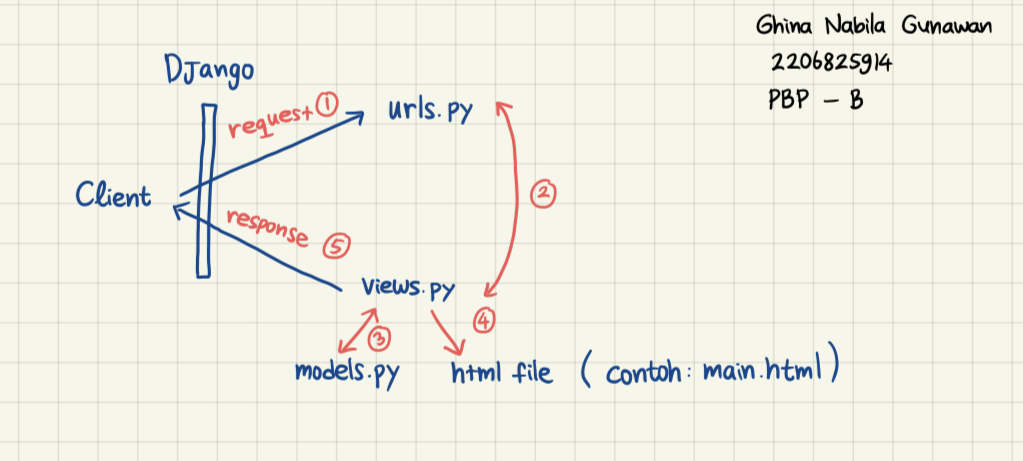 Ghina Nabila Gunawan
2206825914
PBP - B
Django
request ①
urls.py
Client
②
response ⑤
views.py
④
③
models.py
html file (contoh: main.html)